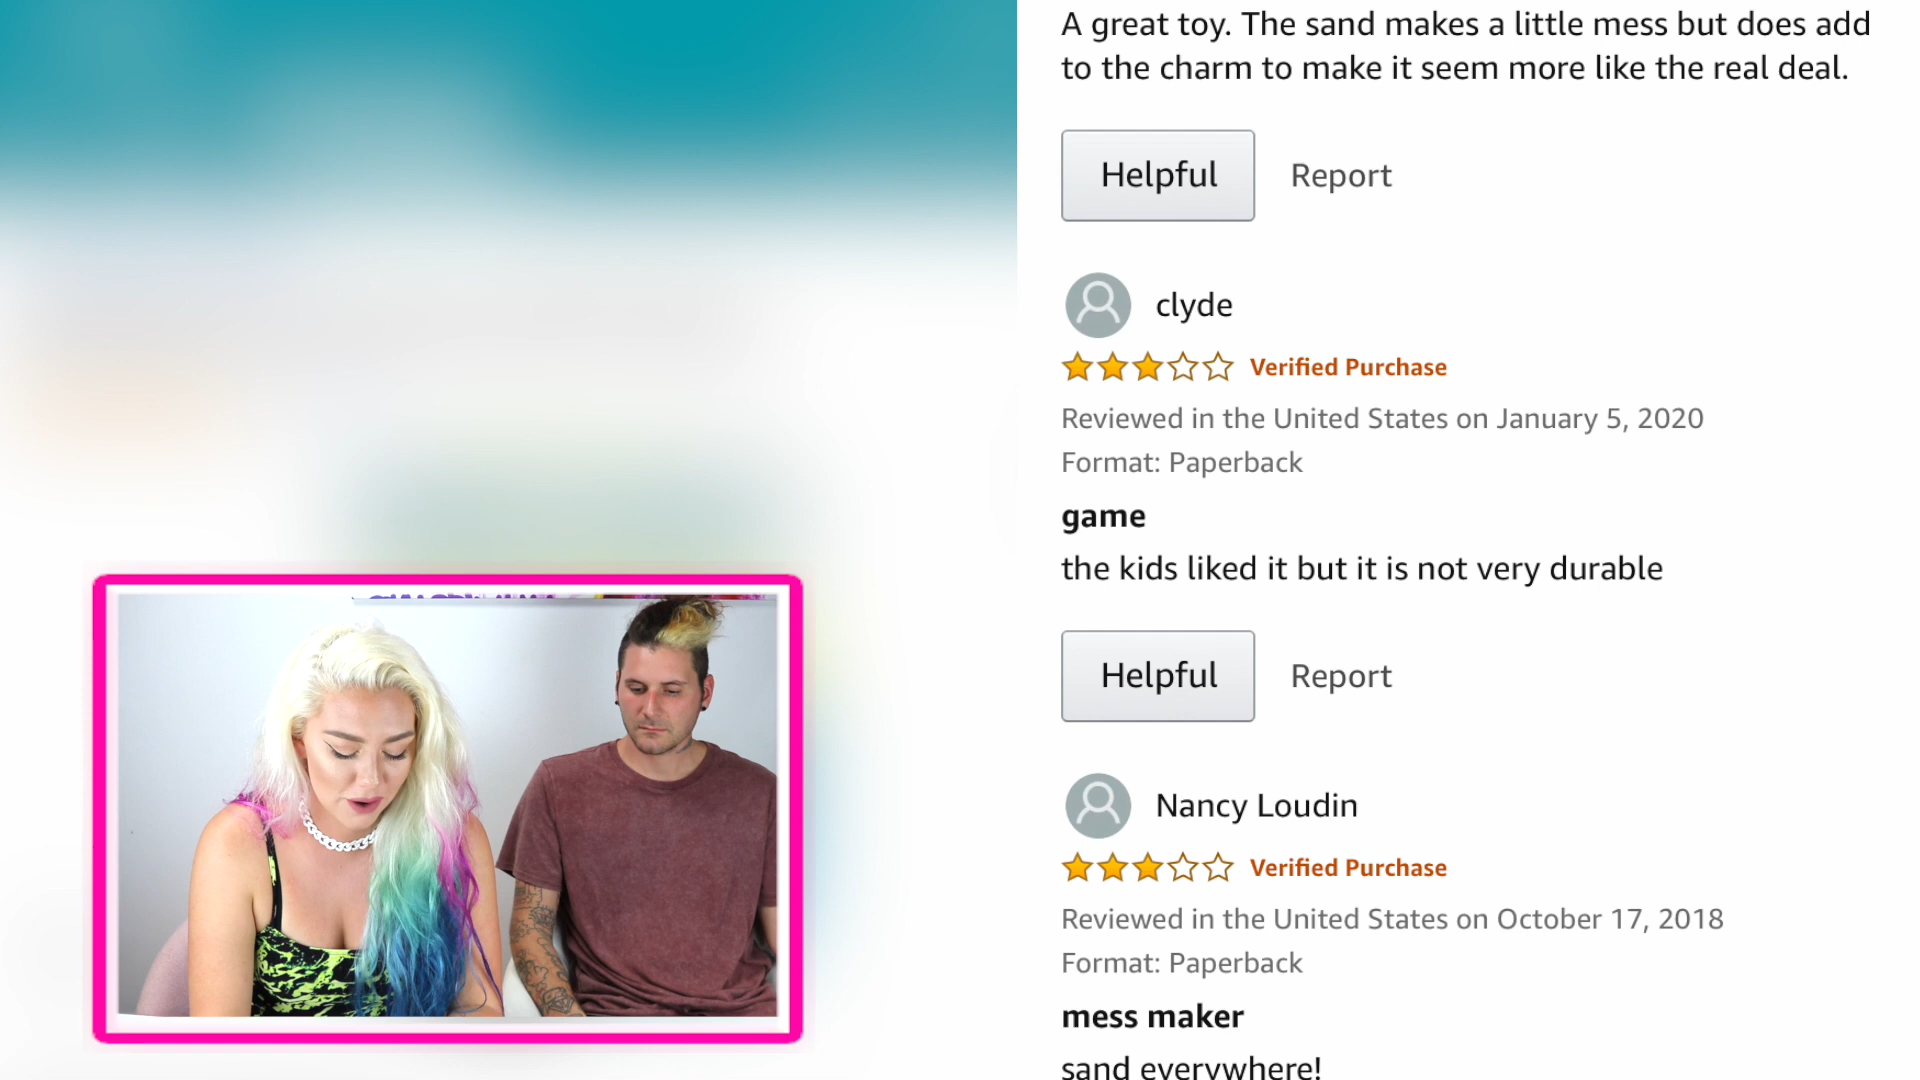 A great toy. The sand makes a little mess but does add
to the charm to make it seem more like the real deal.
Helpful
Report
clyde
Verified Purchase
Reviewed in the United States on January 5, 2020
Format: Paperback
game
the kids liked it but it is not very durable
Helpful
Report
Nancy Loudin
Verified Purchase
Reviewed in the United States on October 17, 2018
Format: Paperback
mess maker
sand everywhere!